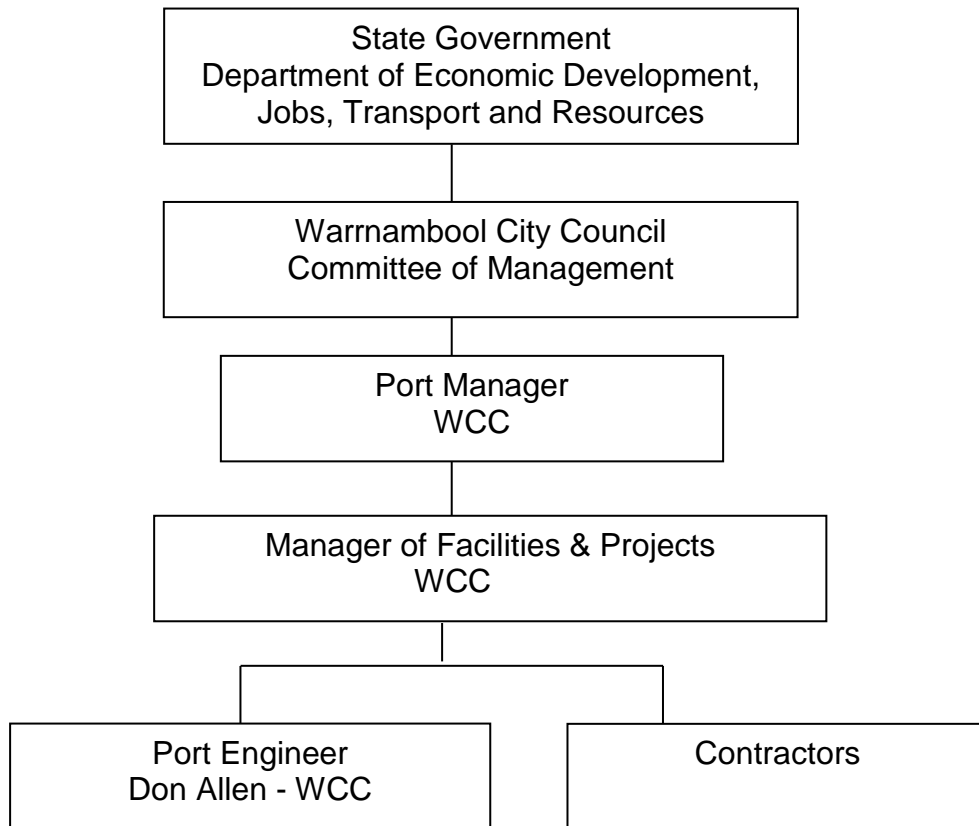 State Government
Department of Economic Development,
Jobs, Transport and Resources
Warrnambool City Council
Committee of Management
Port Manager
WCC
Manager of Facilities & Projects
WCC
Port Engineer
Don Allen - WCC
Contractors